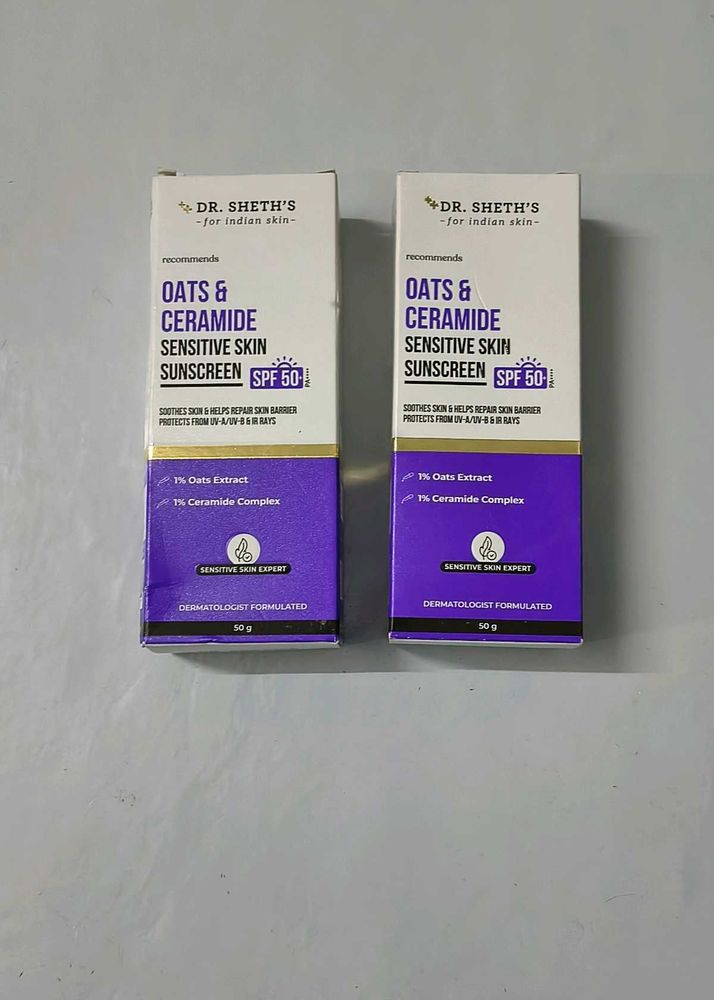 DR. SHETH'S
-for indian skin-
recommends
OATS &
CERAMIDE
SENSITIVE SKIN
SUNSCREEN SPF 50+ PA++++
SOOTHES SKIN & HELPS REPAIR SKIN BARRIER
PROTECTS FROM UV-A/UV-B & IR RAYS
1% Oats Extract
1% Ceramide Complex
SENSITIVE SKIN EXPERT
DERMATOLOGIST FORMULATED
50 g
DR. SHETH'S
-for indian skin-
recommends
OATS &
CERAMIDE
SENSITIVE SKIN
SUNSCREEN SPF 50+ PA++++
SOOTHES SKIN & HELPS REPAIR SKIN BARRIER
PROTECTS FROM UV-A/UV-B & IR RAYS
1% Oats Extract
1% Ceramide Complex
SENSITIVE SKIN EXPERT
DERMATOLOGIST FORMULATED
50 g